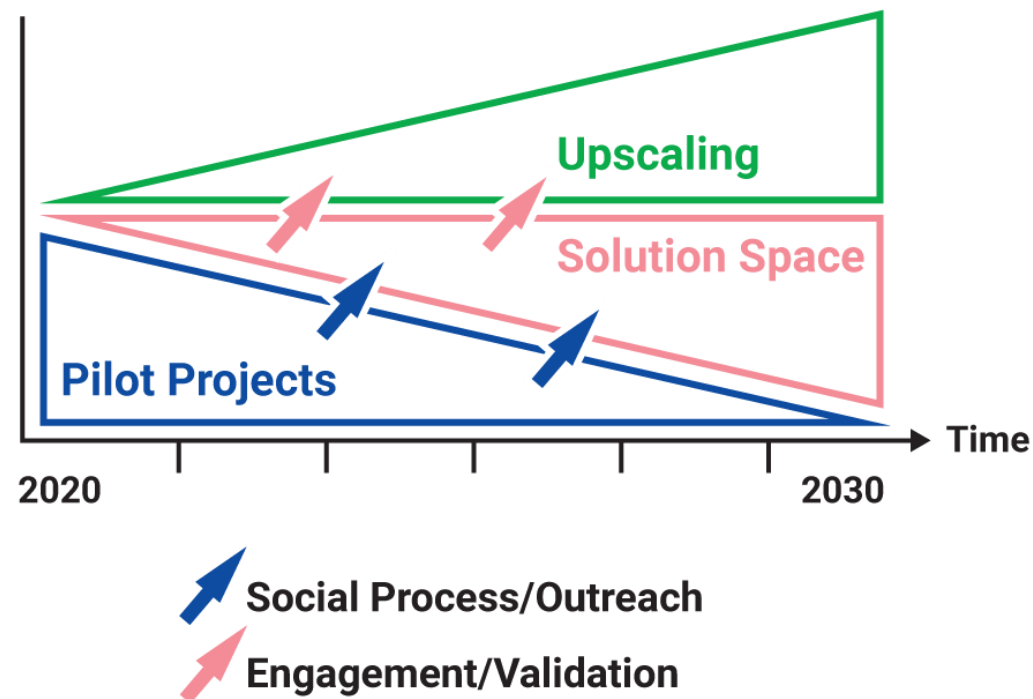 Upscaling
Solution Space
Pilot Projects
Time
2020
2030
Social Process/Outreach
Engagement/Validation